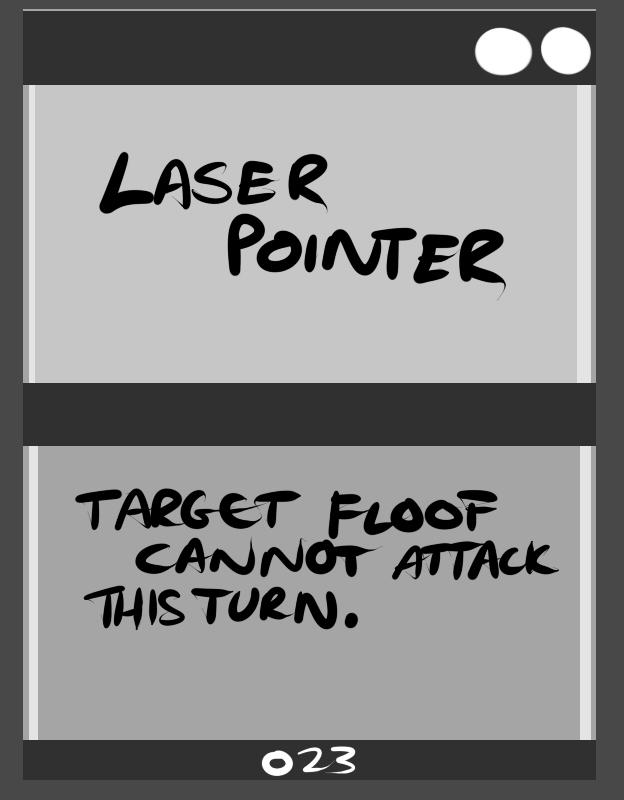 LASER
POINTER
TARGET FLOOF
CANNOT ATTACK
THIS TURN.
023